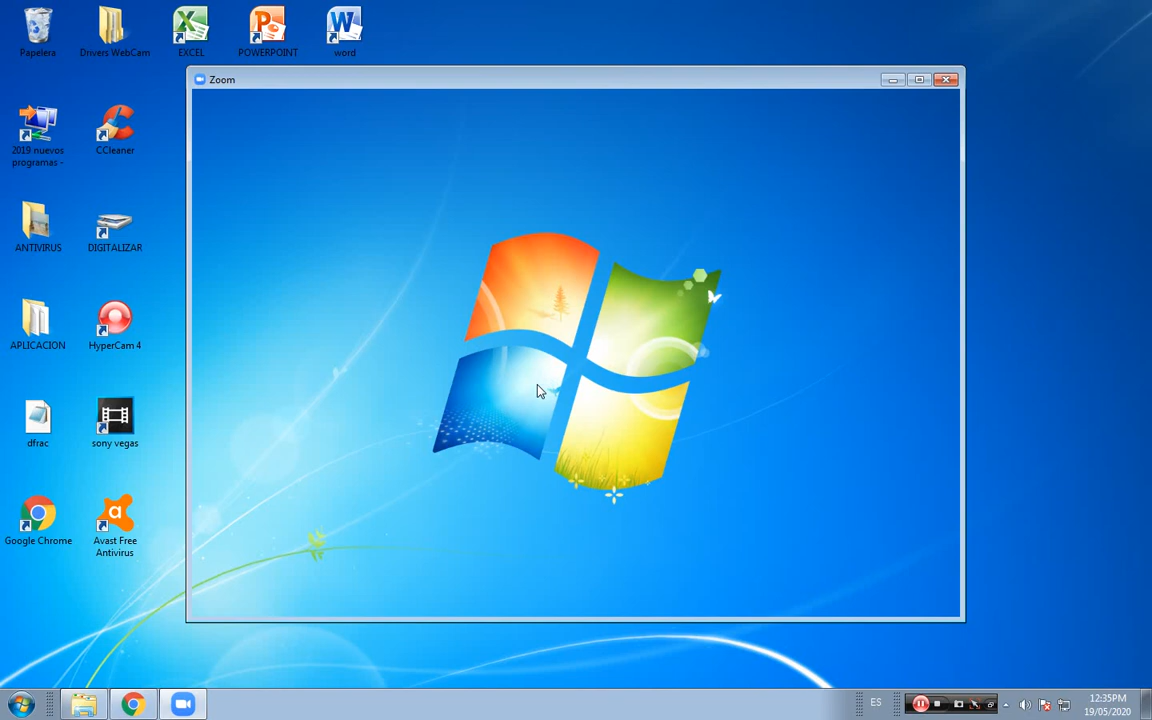 Papelera
Drivers WebCam
EXCEL
POWERPOINT
word
Zoom
2019 nuevos
programas -
CCleaner
ANTIVIRUS
DIGITALIZAR
APLICACION
HyperCam 4
dfrac
sony vegas
Google Chrome
Avast Free
Antivirus
ES
12:35PM
19/05/2020